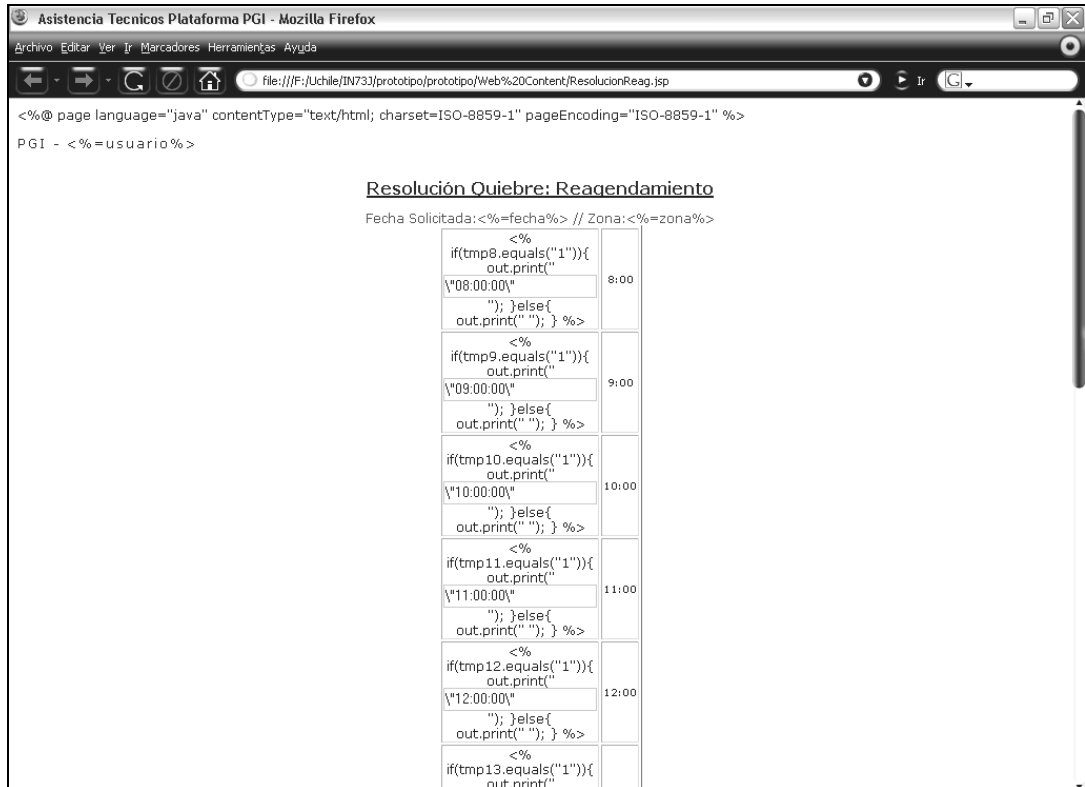 Asistencia Tecnicos Plataforma PGI - Mozilla Firefox
Archivo Editar Ver Ir Marcadores Herramientas Ayuda
file:///F:/Uchile/IN73J/prototipo/prototipo/Web%20Content/ResolucionReag.jsp Ir G
<%@ page language="java" contentType="text/html; charset=ISO-8859-1" pageEncoding="ISO-8859-1" %>
PGI - <%=usuario%>
Resolución Quiebre: Reagendamiento
Fecha Solicitada:<%=fecha%> // Zona:<%=zona%>
<%
if(tmp8.equals("1")){
out.print("
\"08:00:00\"
8:00
"); }else{
out.print(" "); } %>
<%
if(tmp9.equals("1")){
out.print("
\"09:00:00\"
9:00
"); }else{
out.print(" "); } %>
<%
if(tmp10.equals("1")){
out.print("
\"10:00:00\"
10:00
"); }else{
out.print(" "); } %>
<%
if(tmp11.equals("1")){
out.print("
\"11:00:00\"
11:00
"); }else{
out.print(" "); } %>
<%
if(tmp12.equals("1")){
out.print("
\"12:00:00\"
12:00
"); }else{
out.print(" "); } %>
<%
if(tmp13.equals("1")){
out.print("